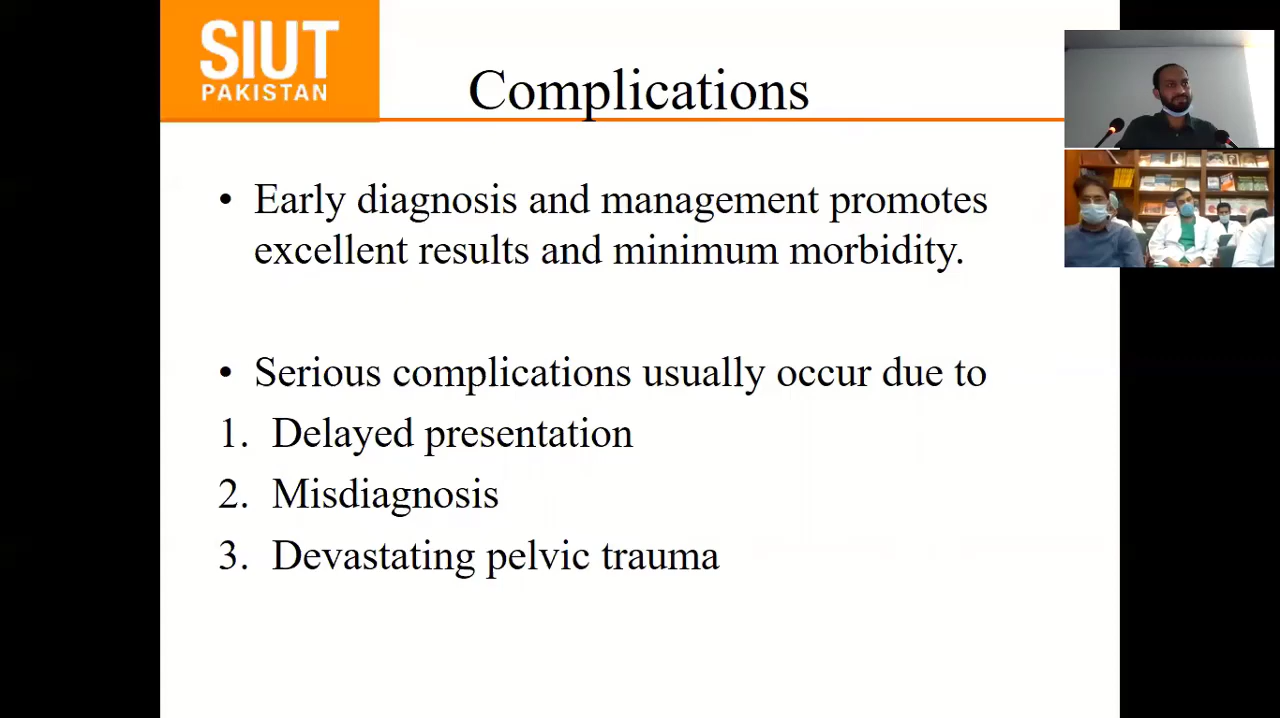 SIUT
PAKISTAN
Complications
• Early diagnosis and management promotes
excellent results and minimum morbidity.
• Serious complications usually occur due to
1. Delayed presentation
2. Misdiagnosis
3. Devastating pelvic trauma